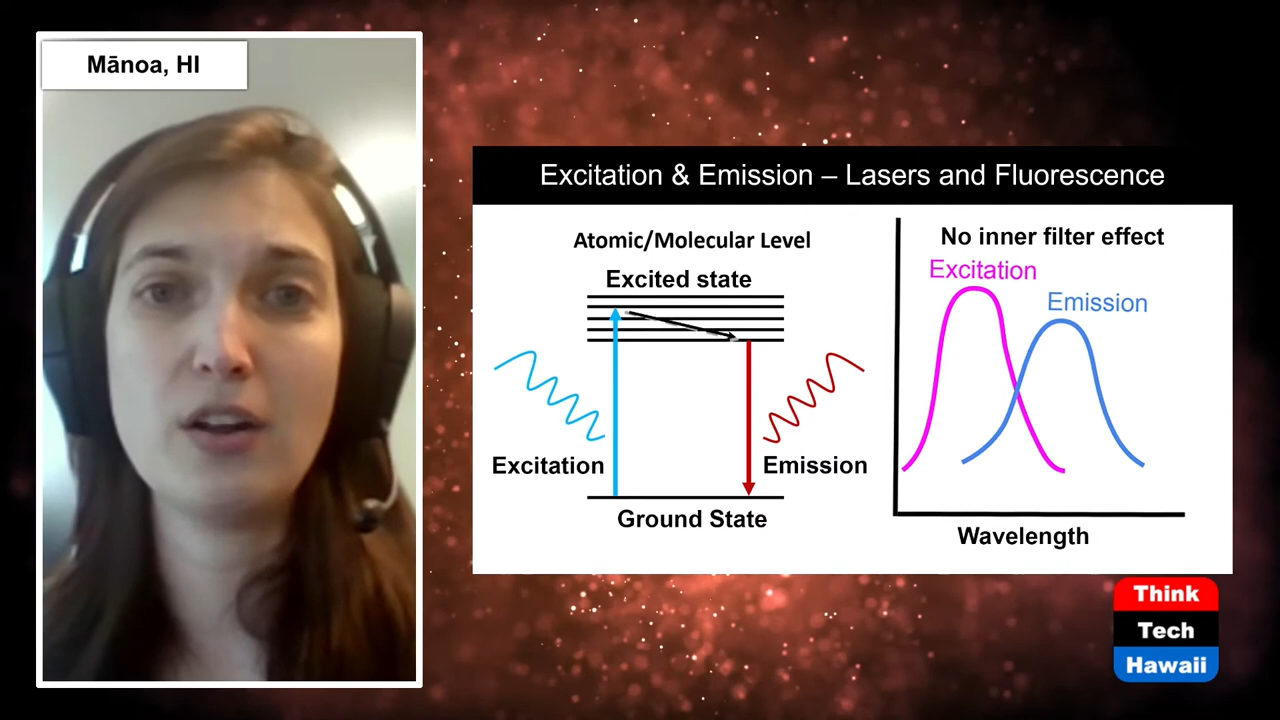 Mānoa, HI
Excitation & Emission – Lasers and Fluorescence
Atomic/Molecular Level
Excited state
Excitation
Emission
Ground State
No inner filter effect
Excitation
Emission
Wavelength
Think
Tech
Hawaii